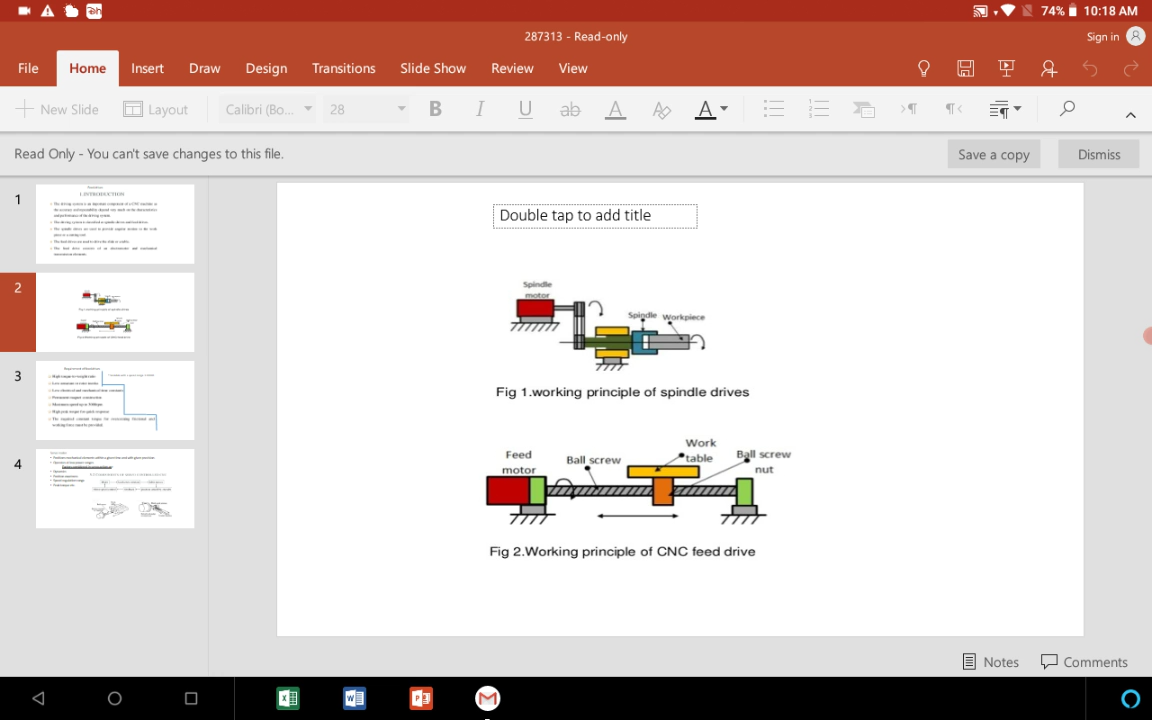 74% 10:18 AM
287313 - Read-only
Sign in
File Home Insert Draw Design Transitions Slide Show Review View
New Slide Layout Calibri (Bo... 28 B I U ab A A A
Read Only - You can't save changes to this file.
Save a copy Dismiss
1
1.INTRODUCTION
2
3
4
Double tap to add title
Spindle
motor
Spindle Workpiece
Fig 1.working principle of spindle drives
Feed
motor
Ball screw
Work
table
Ball screw
nut
Fig 2.Working principle of CNC feed drive
Notes Comments